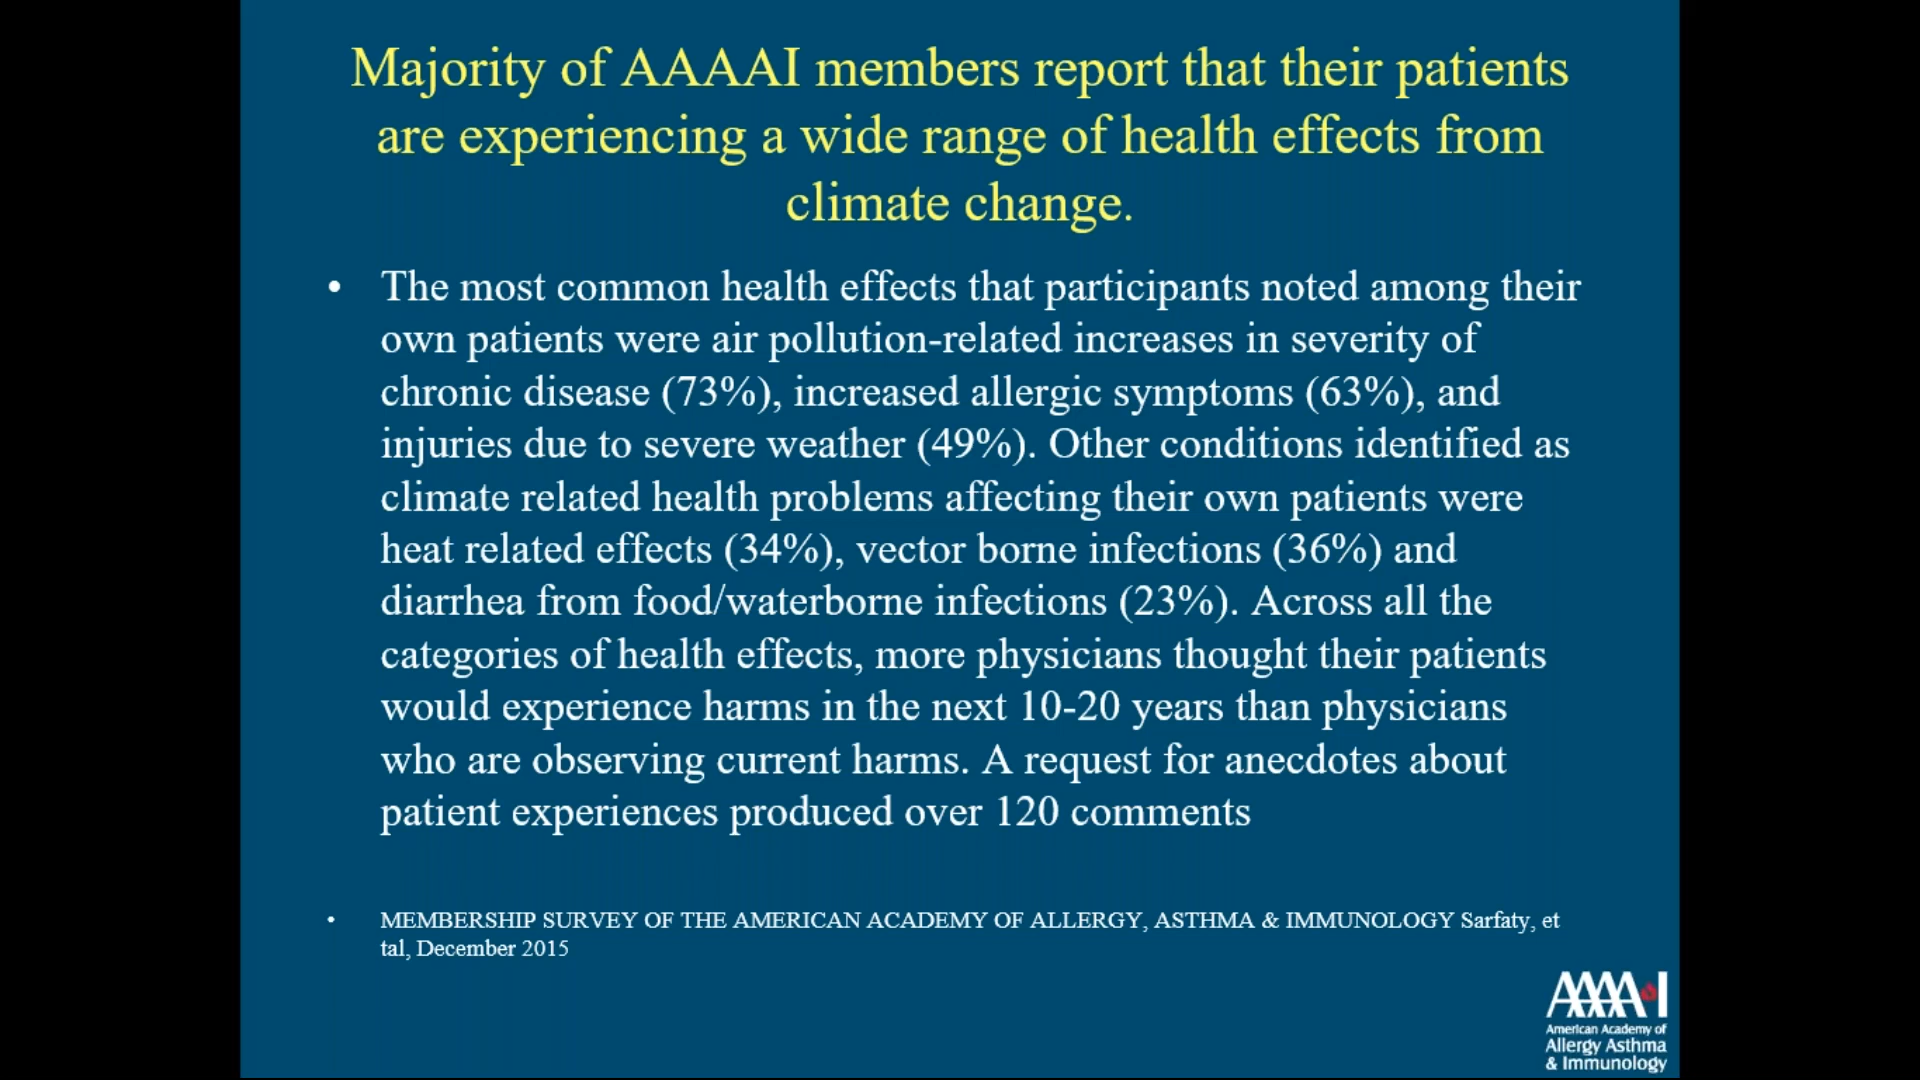 Majority of AAAAI members report that their patients
are experiencing a wide range of health effects from
climate change.
• The most common health effects that participants noted among their
own patients were air pollution-related increases in severity of
chronic disease (73%), increased allergic symptoms (63%), and
injuries due to severe weather (49%). Other conditions identified as
climate related health problems affecting their own patients were
heat related effects (34%), vector borne infections (36%) and
diarrhea from food/waterborne infections (23%). Across all the
categories of health effects, more physicians thought their patients
would experience harms in the next 10-20 years than physicians
who are observing current harms. A request for anecdotes about
patient experiences produced over 120 comments
• MEMBERSHIP SURVEY OF THE AMERICAN ACADEMY OF ALLERGY, ASTHMA & IMMUNOLOGY Sarfaty, et
tal, December 2015
AAAAI
American Academy of
Allergy Asthma
& Immunology